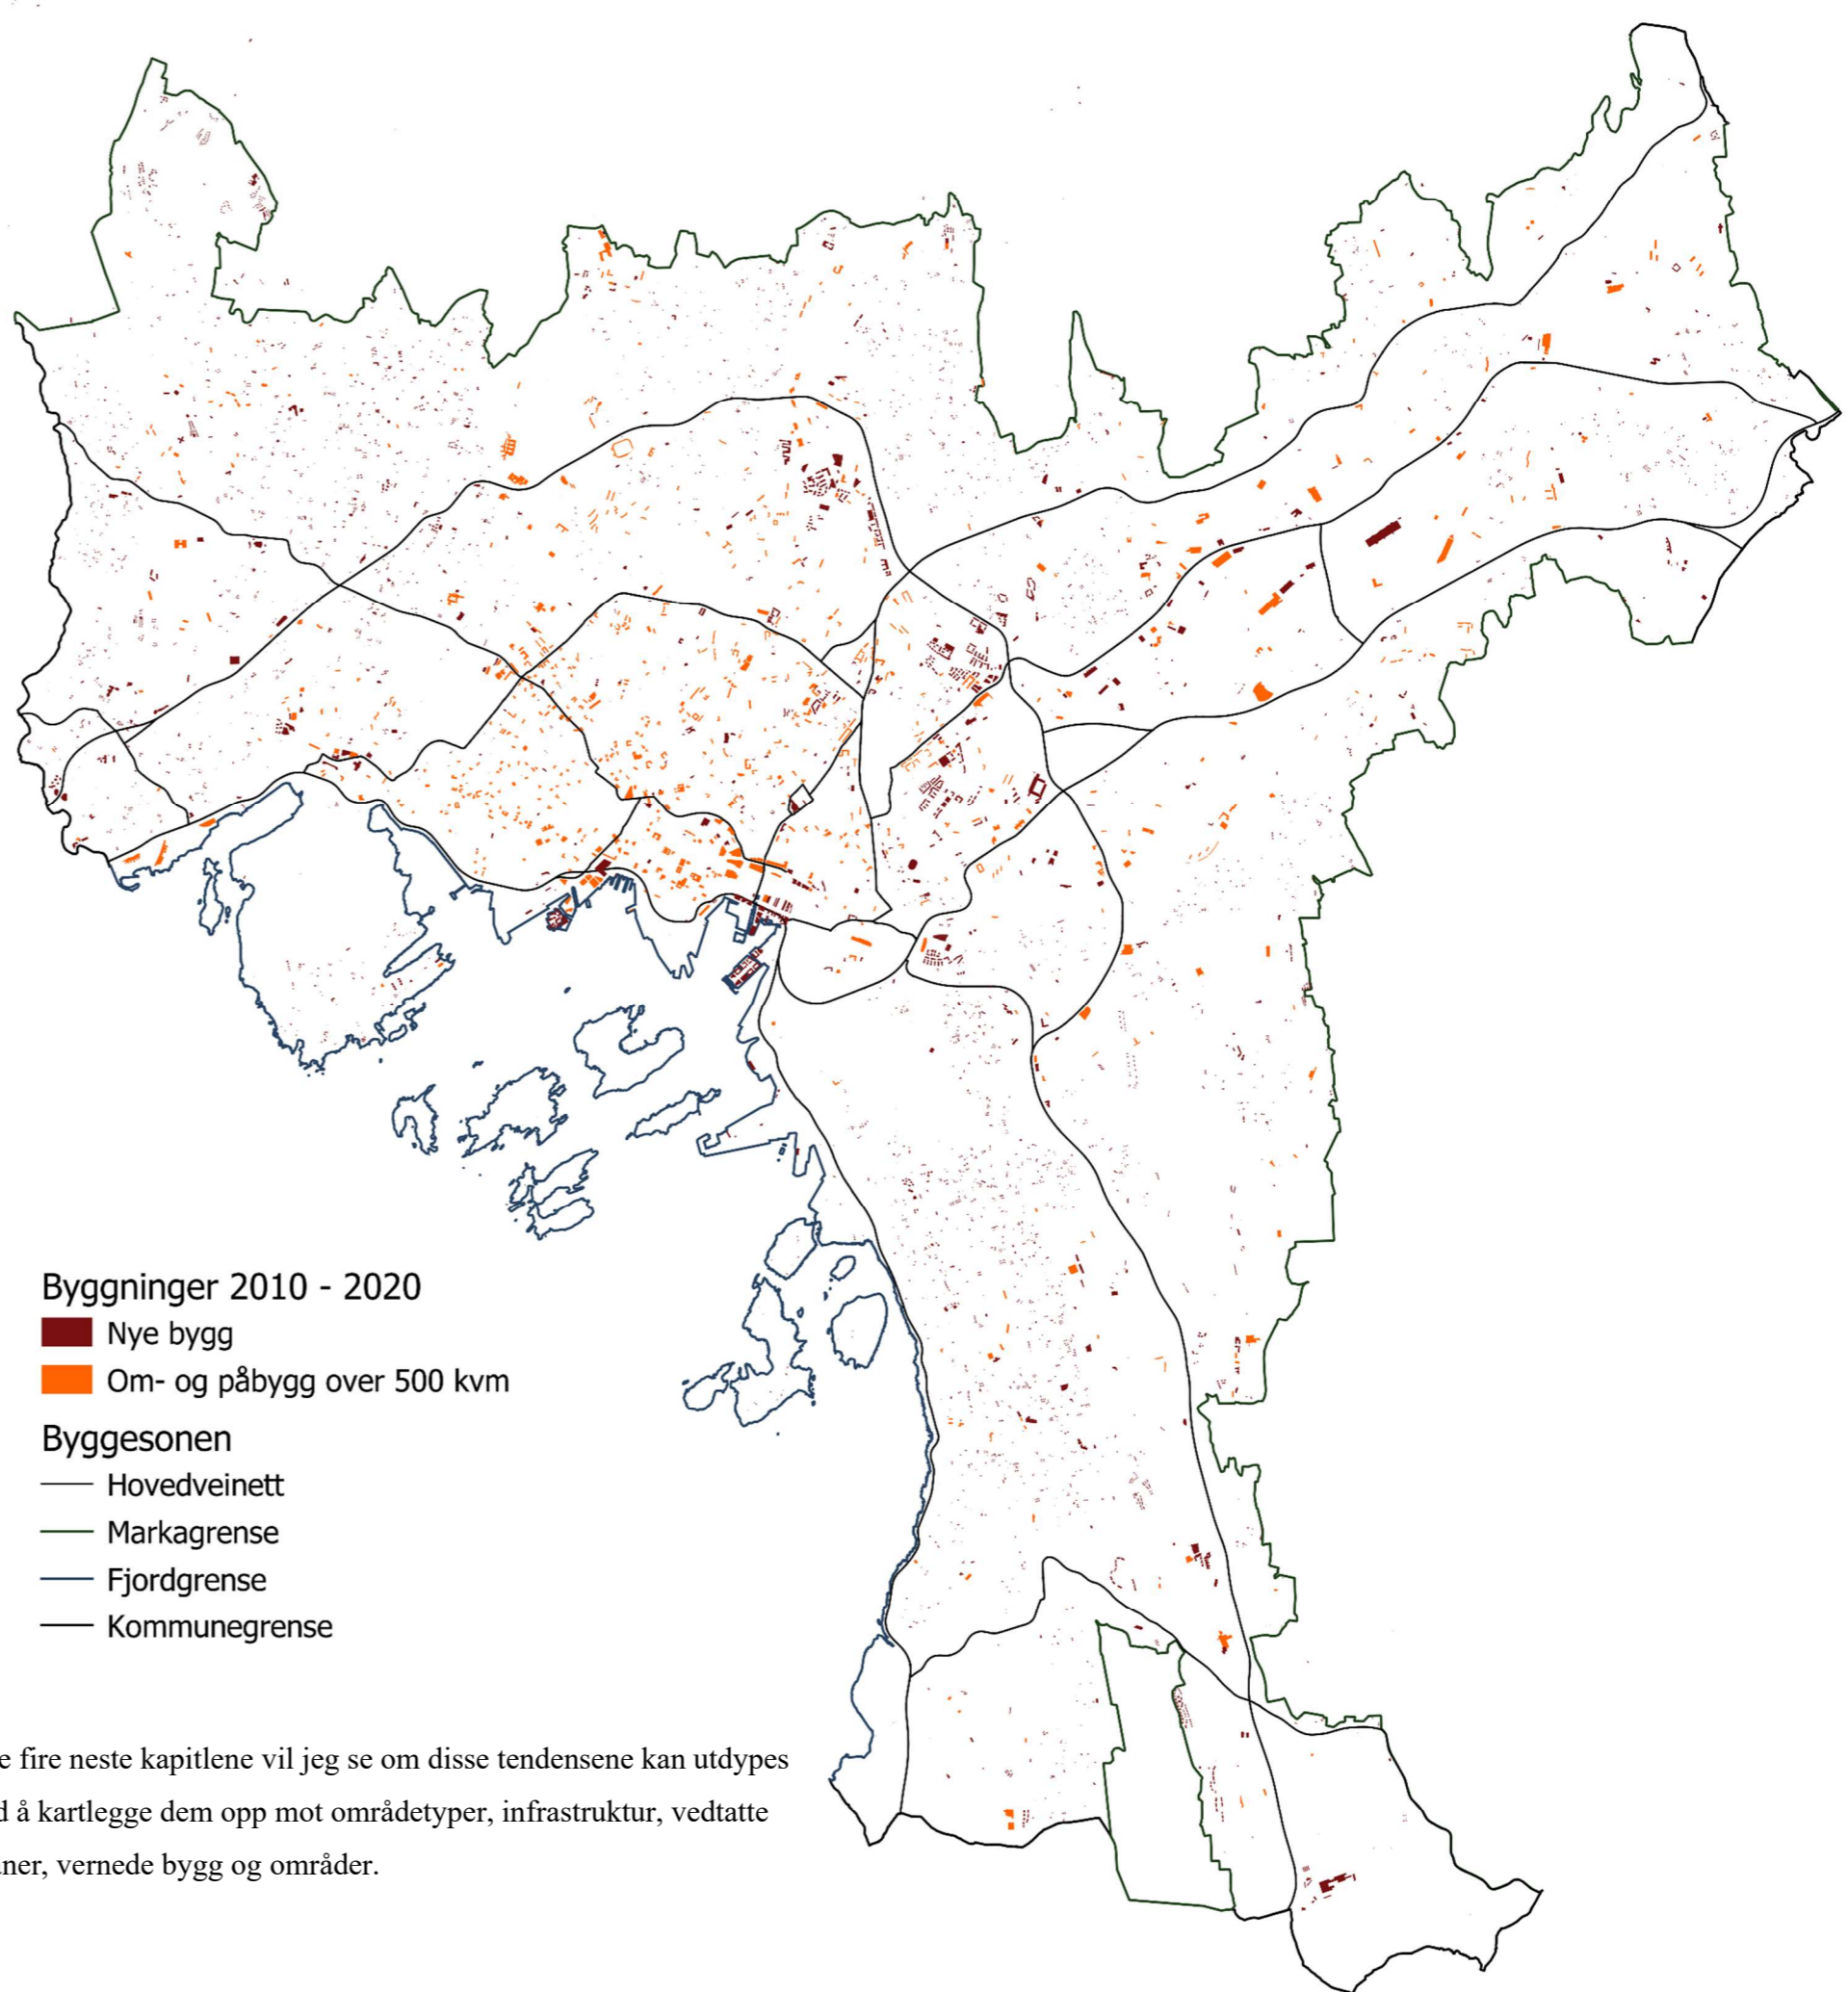 Byggninger 2010 - 2020
Nye bygg
Om- og påbygg over 500 kvm
Byggesonen
Hovedveinett
Markagrense
Fjordgrense
Kommunegrense
e fire neste kapitlene vil jeg se om disse tendensene kan utdypes
d å kartlegge dem opp mot områdetyper, infrastruktur, vedtatte
ner, vernede bygg og områder.